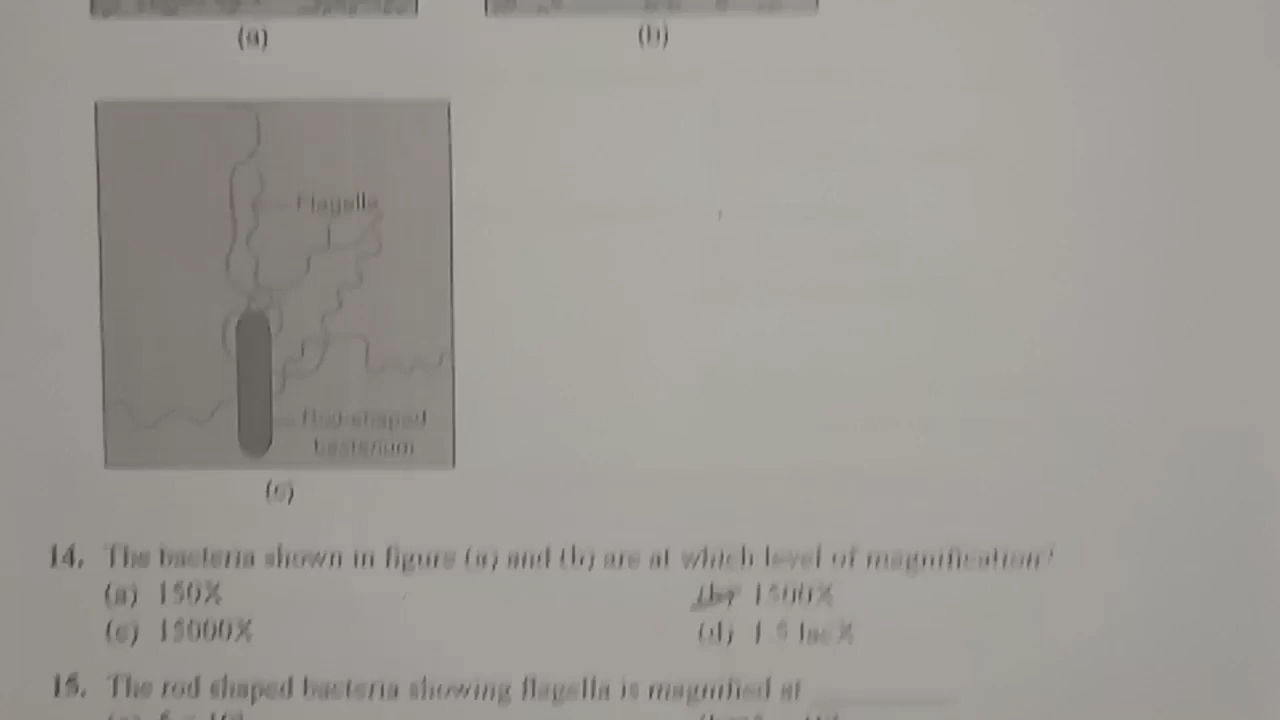 (a) (b)
Flagella
Rod-shaped
bacterium
(c)
14. The bacteria shown in figure (a) and (b) are at which level of magnification?
(a) 150X (b) 1500X
(c) 15000X (d) 1.5 lac X
15. The rod shaped bacteria showing flagella is magnified at